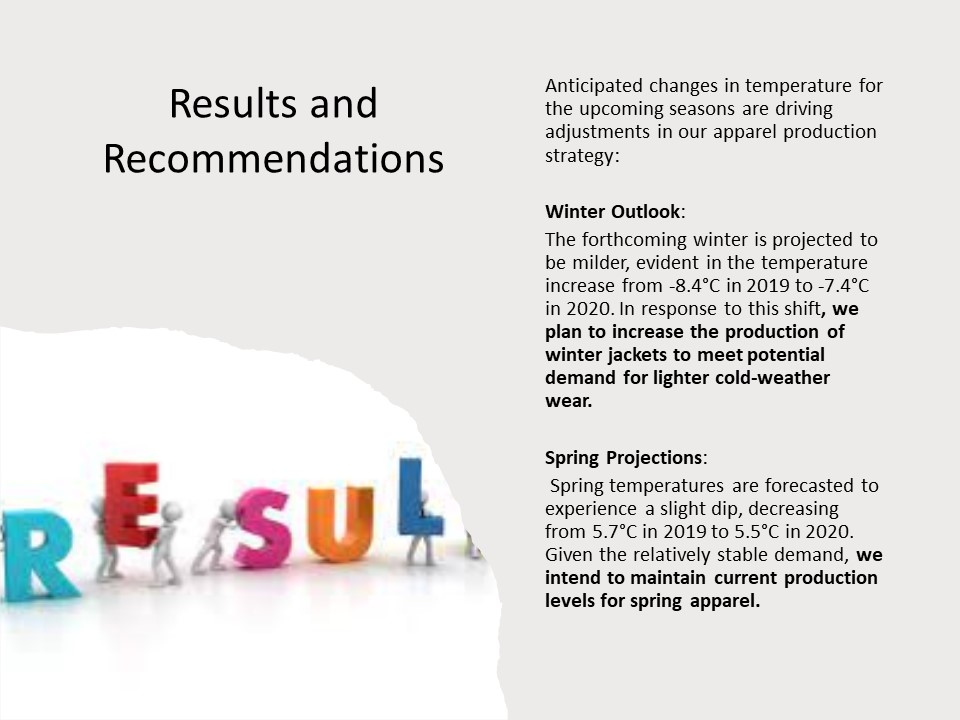 Results and
Recommendations
Anticipated changes in temperature for
the upcoming seasons are driving
adjustments in our apparel production
strategy:
Winter Outlook:
The forthcoming winter is projected to
be milder, evident in the temperature
increase from -8.4°C in 2019 to -7.4°C
in 2020. In response to this shift, we
plan to increase the production of
winter jackets to meet potential
demand for lighter cold-weather
wear.
Spring Projections:
Spring temperatures are forecasted to
experience a slight dip, decreasing
from 5.7°C in 2019 to 5.5°C in 2020.
Given the relatively stable demand, we
intend to maintain current production
levels for spring apparel.
RESUL